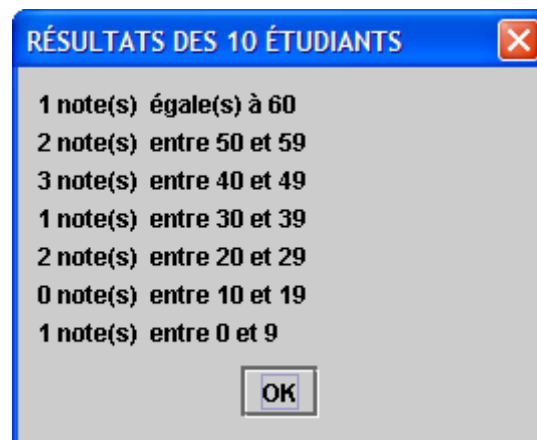 RÉSULTATS DES 10 ÉTUDIANTS
1 note(s) égale(s) à 60
2 note(s) entre 50 et 59
3 note(s) entre 40 et 49
1 note(s) entre 30 et 39
2 note(s) entre 20 et 29
0 note(s) entre 10 et 19
1 note(s) entre 0 et 9
OK